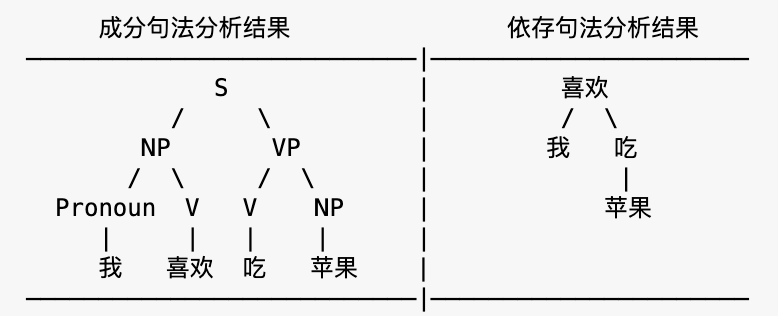 成分句法分析结果 依存句法分析结果
S 喜欢
NP VP 我 吃
Pronoun V V NP 苹果
我 喜欢 吃 苹果